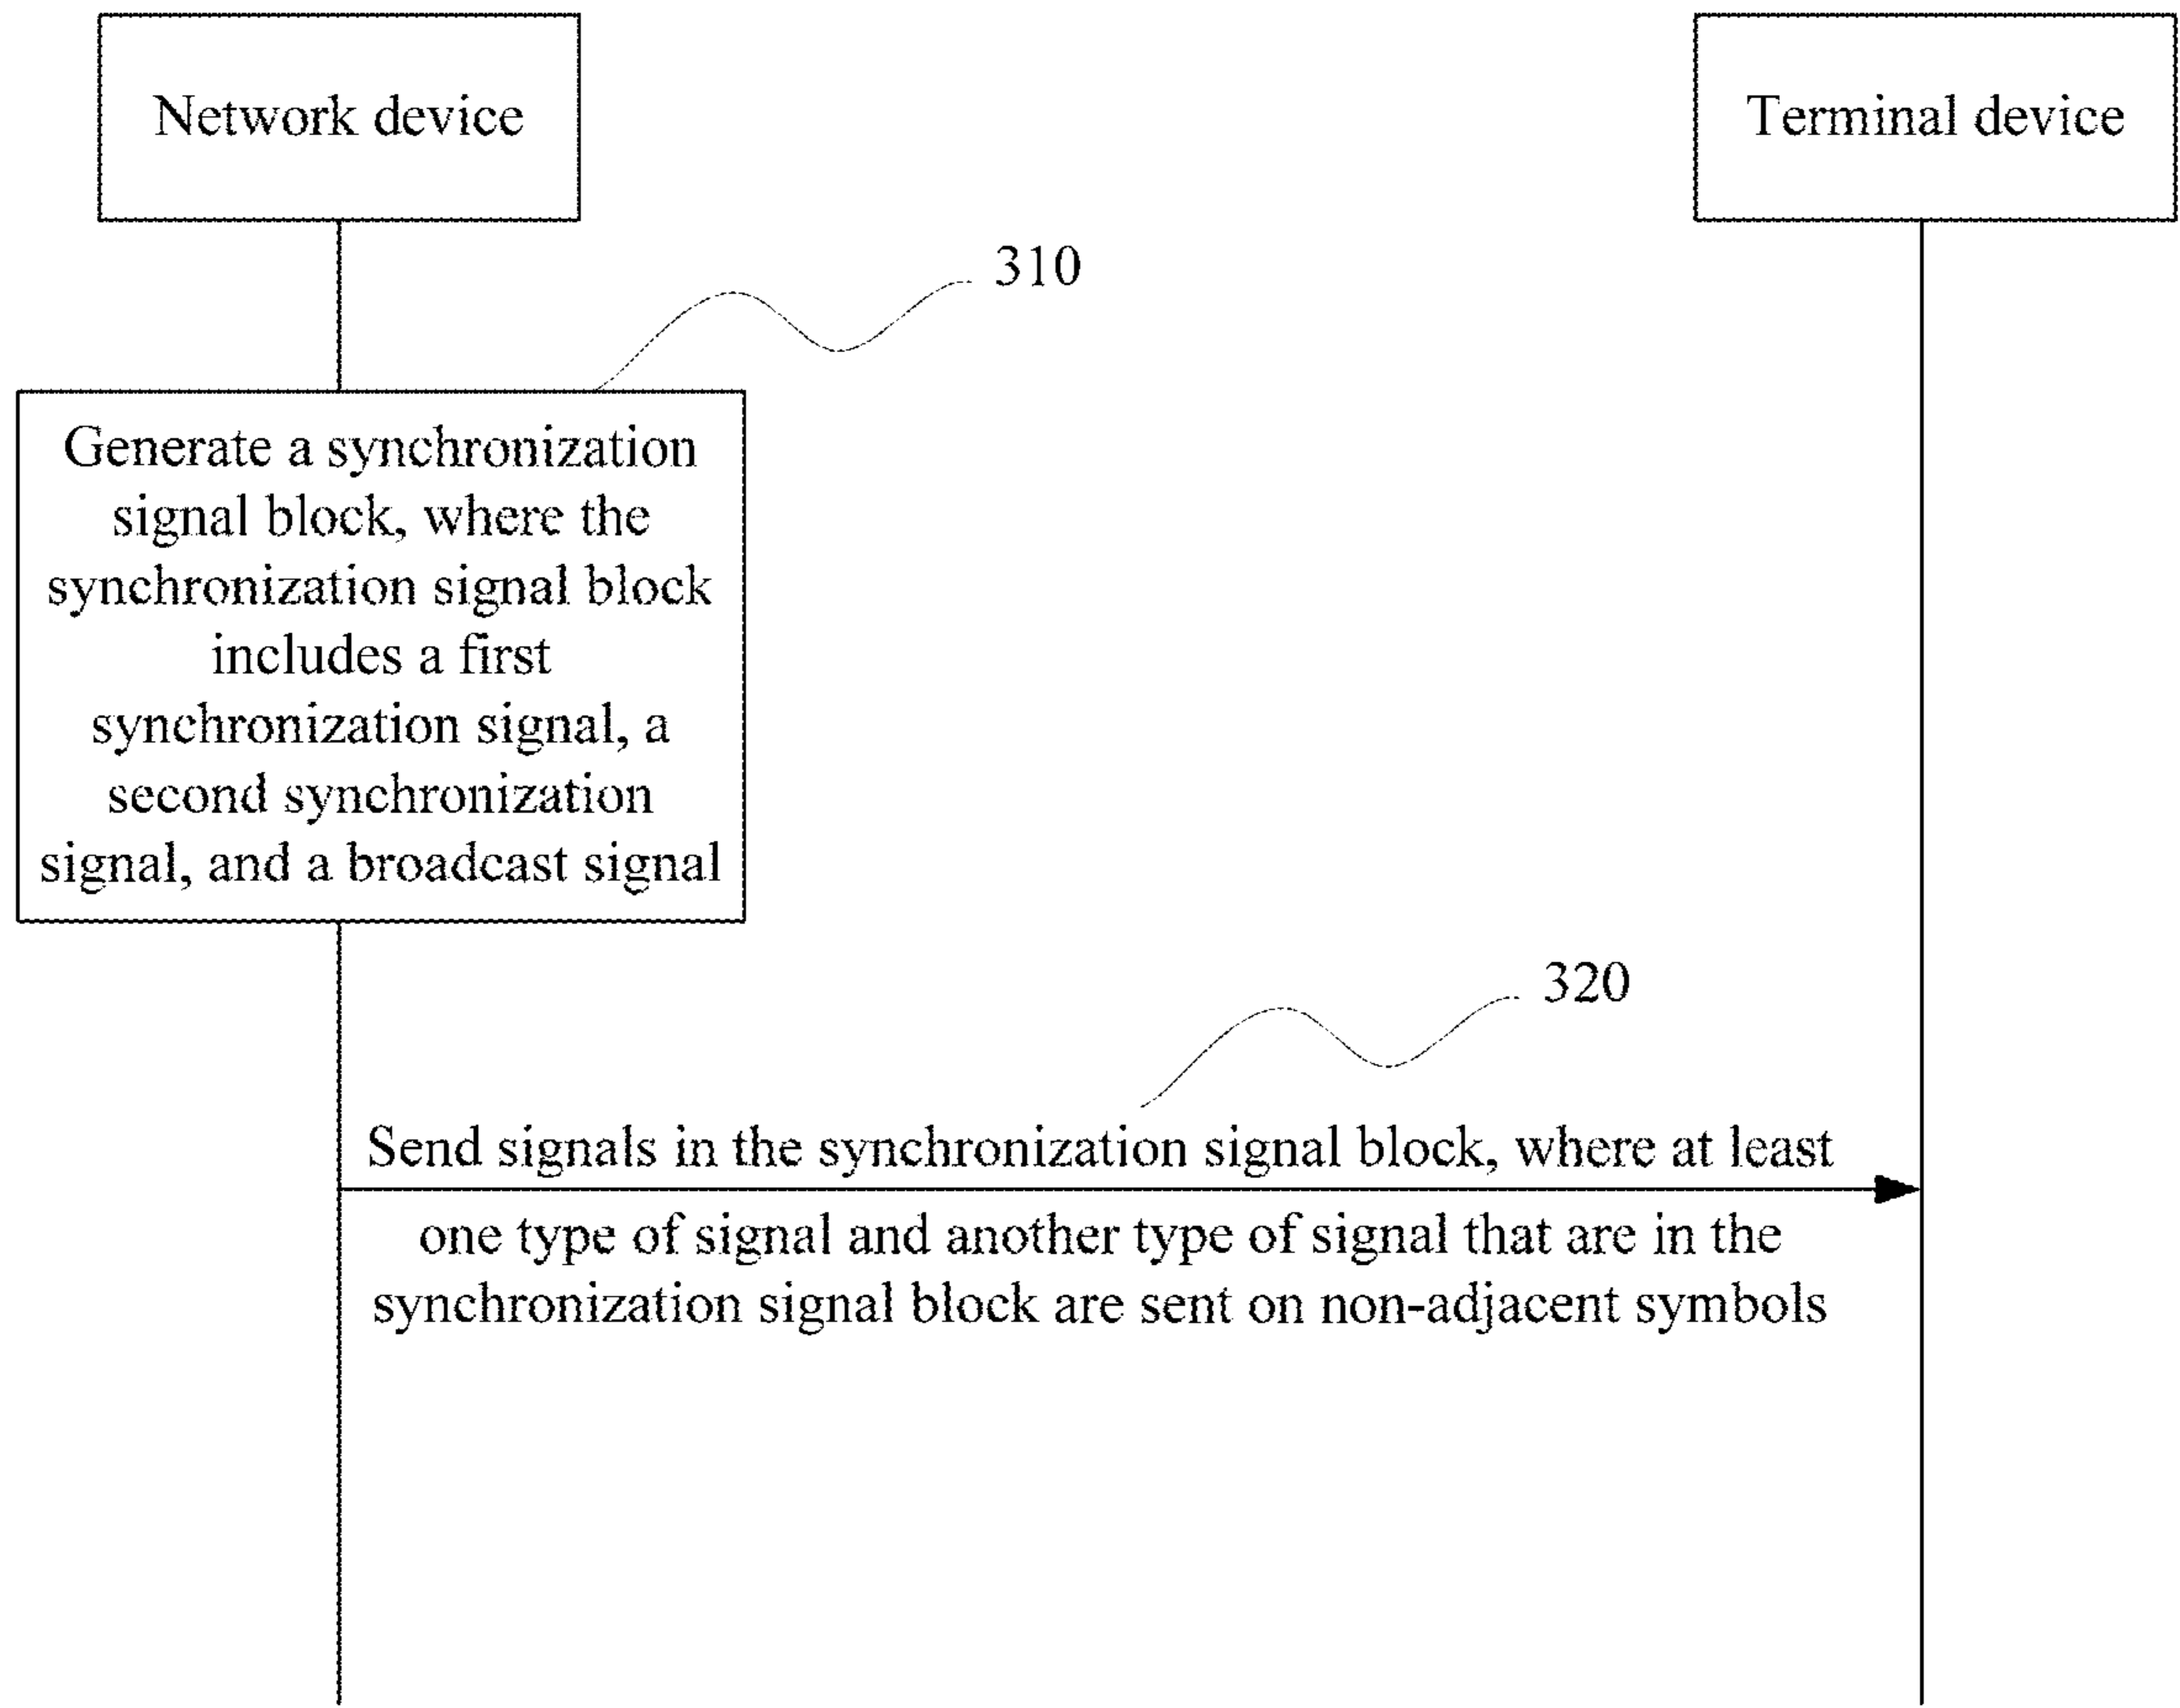 Network device
Terminal device
310
Generate a synchronization
signal block, where the
synchronization signal block
includes a first
synchronization signal, a
second synchronization
signal, and a broadcast signal
320
Send signals in the synchronization signal block, where at least
one type of signal and another type of signal that are in the
synchronization signal block are sent on non-adjacent symbols